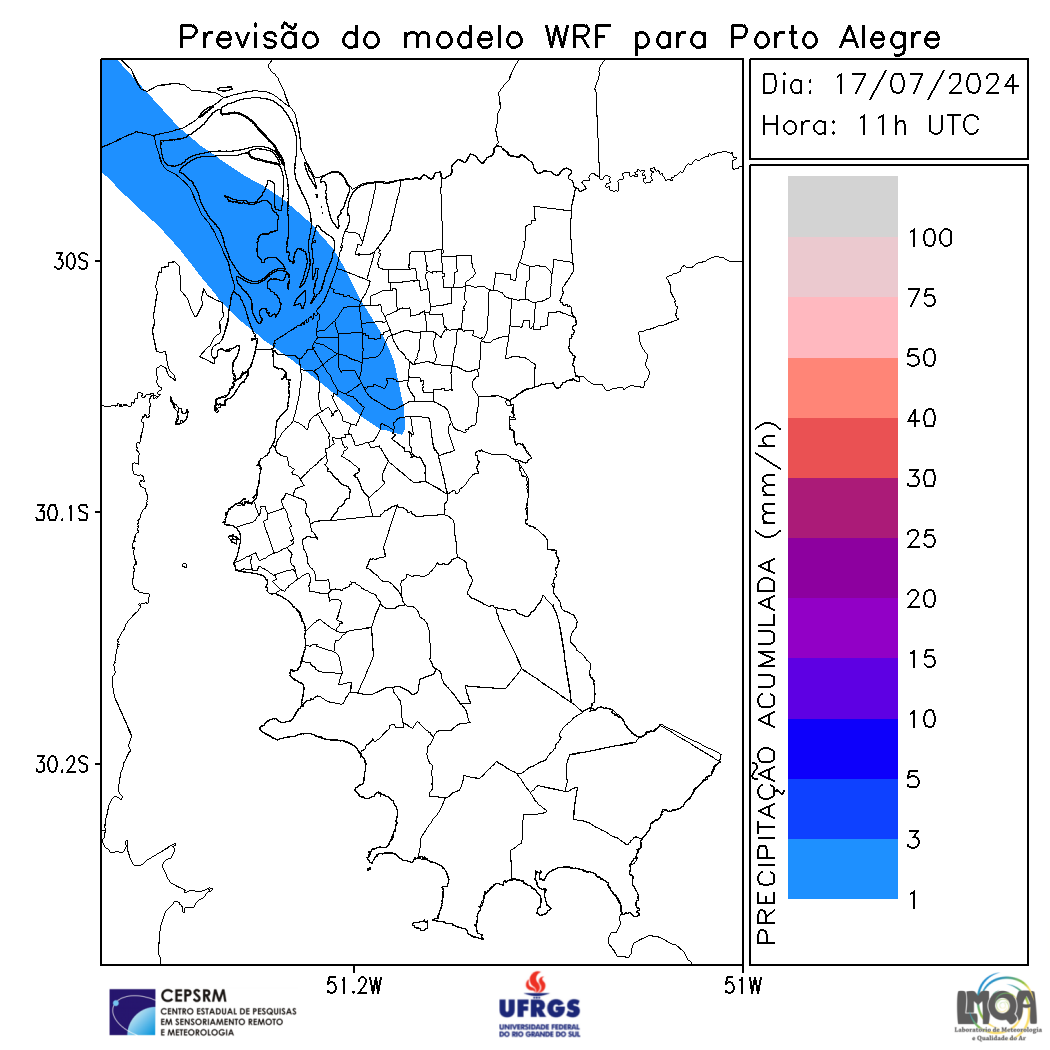 Previsão do modelo WRF para Porto Alegre
Dia: 17/07/2024
Hora: 11h UTC
30S
30.1S
30.2S
51.2W
51W
PRECIPITAÇÃO ACUMULADA (mm/h)
100
75
50
40
30
25
20
15
10
5
3
1
CEPSRM
CENTRO ESTADUAL DE PESQUISAS
EM SENSORIAMENTO REMOTO
E METEOROLOGIA
UFRGS
UNIVERSIDADE FEDERAL
DO RIO GRANDE DO SUL
LMQA
Laboratório de Meteorologia
e Qualidade do Ar